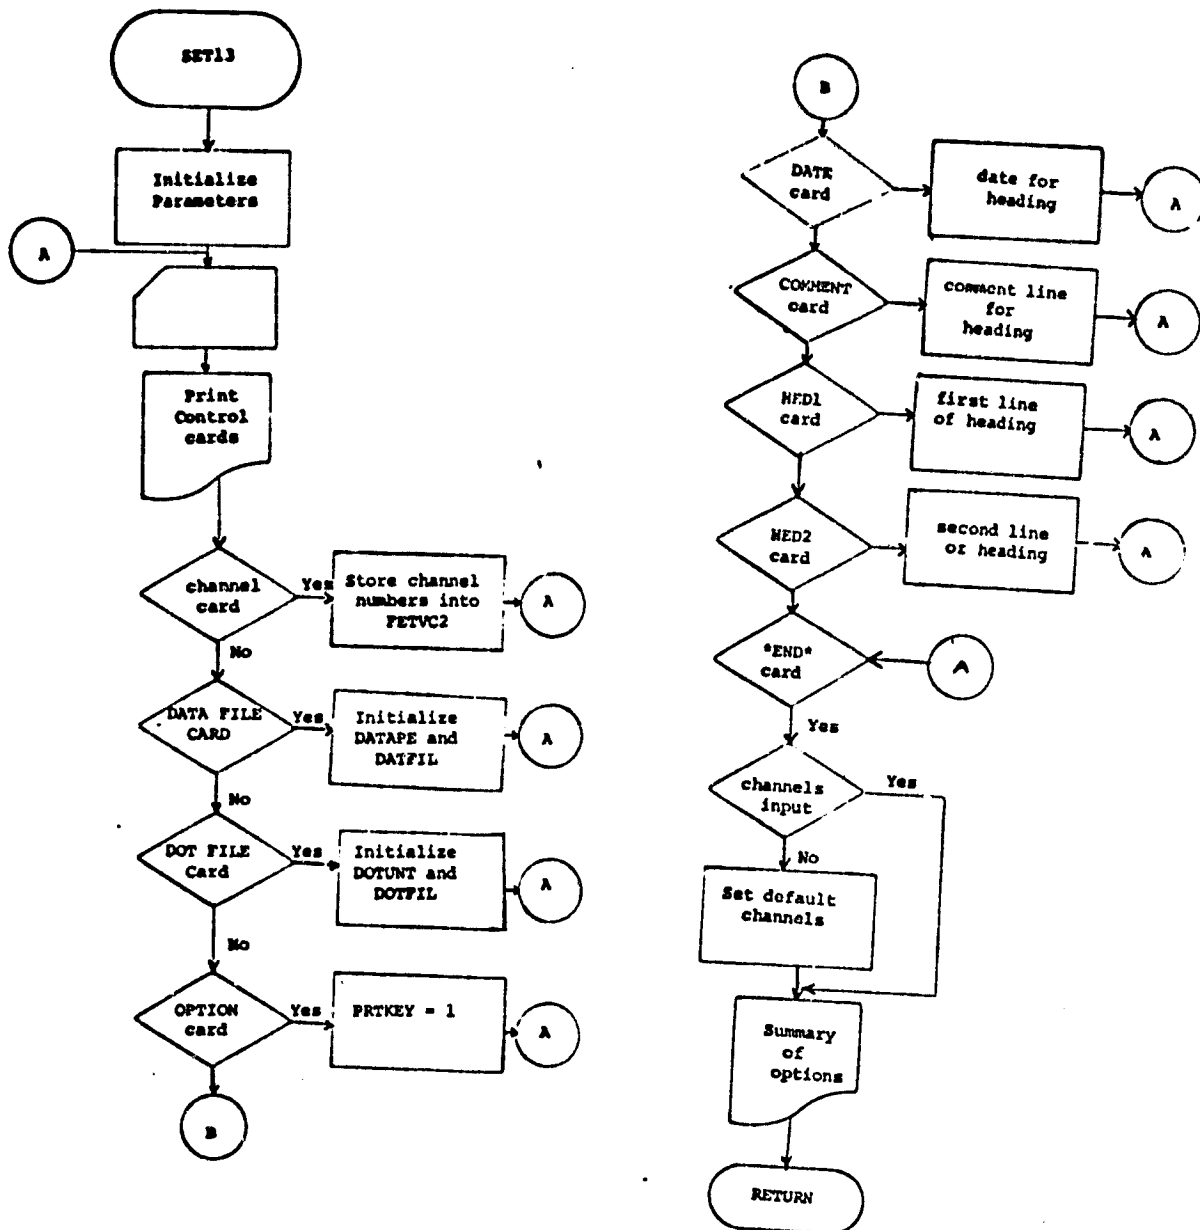 SET13
Initialize
Parameters
A
Print
Control
cards
channel
card
Yes
Store channel
numbers into
FETVC2
A
No
DATA FILE
CARD
Yes
Initialize
DATAPE and
DATFIL
A
No
DOT FILE
Card
Yes
Initialize
DOTUNT and
DOTFIL
A
No
OPTION
card
Yes
PRTKEY = 1
A
B
B
DATE
card
date for
heading
A
COMMENT
card
comment line
for
heading
A
HED1
card
first line
of heading
A
HED2
card
second line
of heading
A
*END*
card
A
Yes
channels
input
Yes
No
Set default
channels
Summary
of
options
RETURN